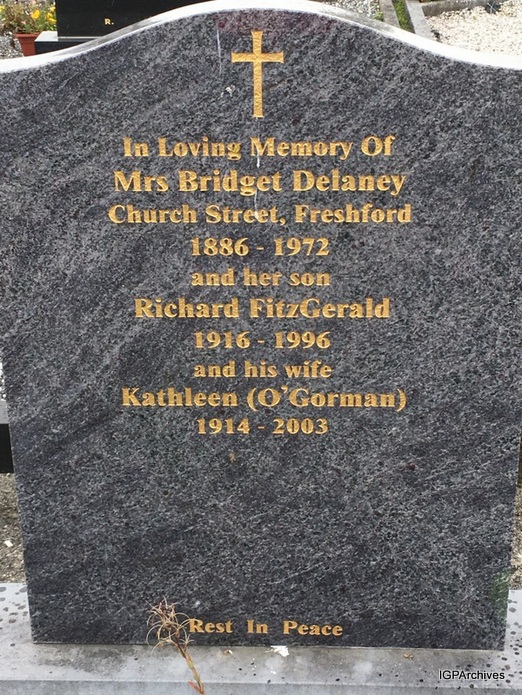 R.
In Loving Memory Of
Mrs Bridget Delaney
Church Street, Freshford
1886 - 1972
and her son
Richard FitzGerald
1916 - 1996
and his wife
Kathleen (O'Gorman)
1914 - 2003
Rest In Peace
IGPArchives